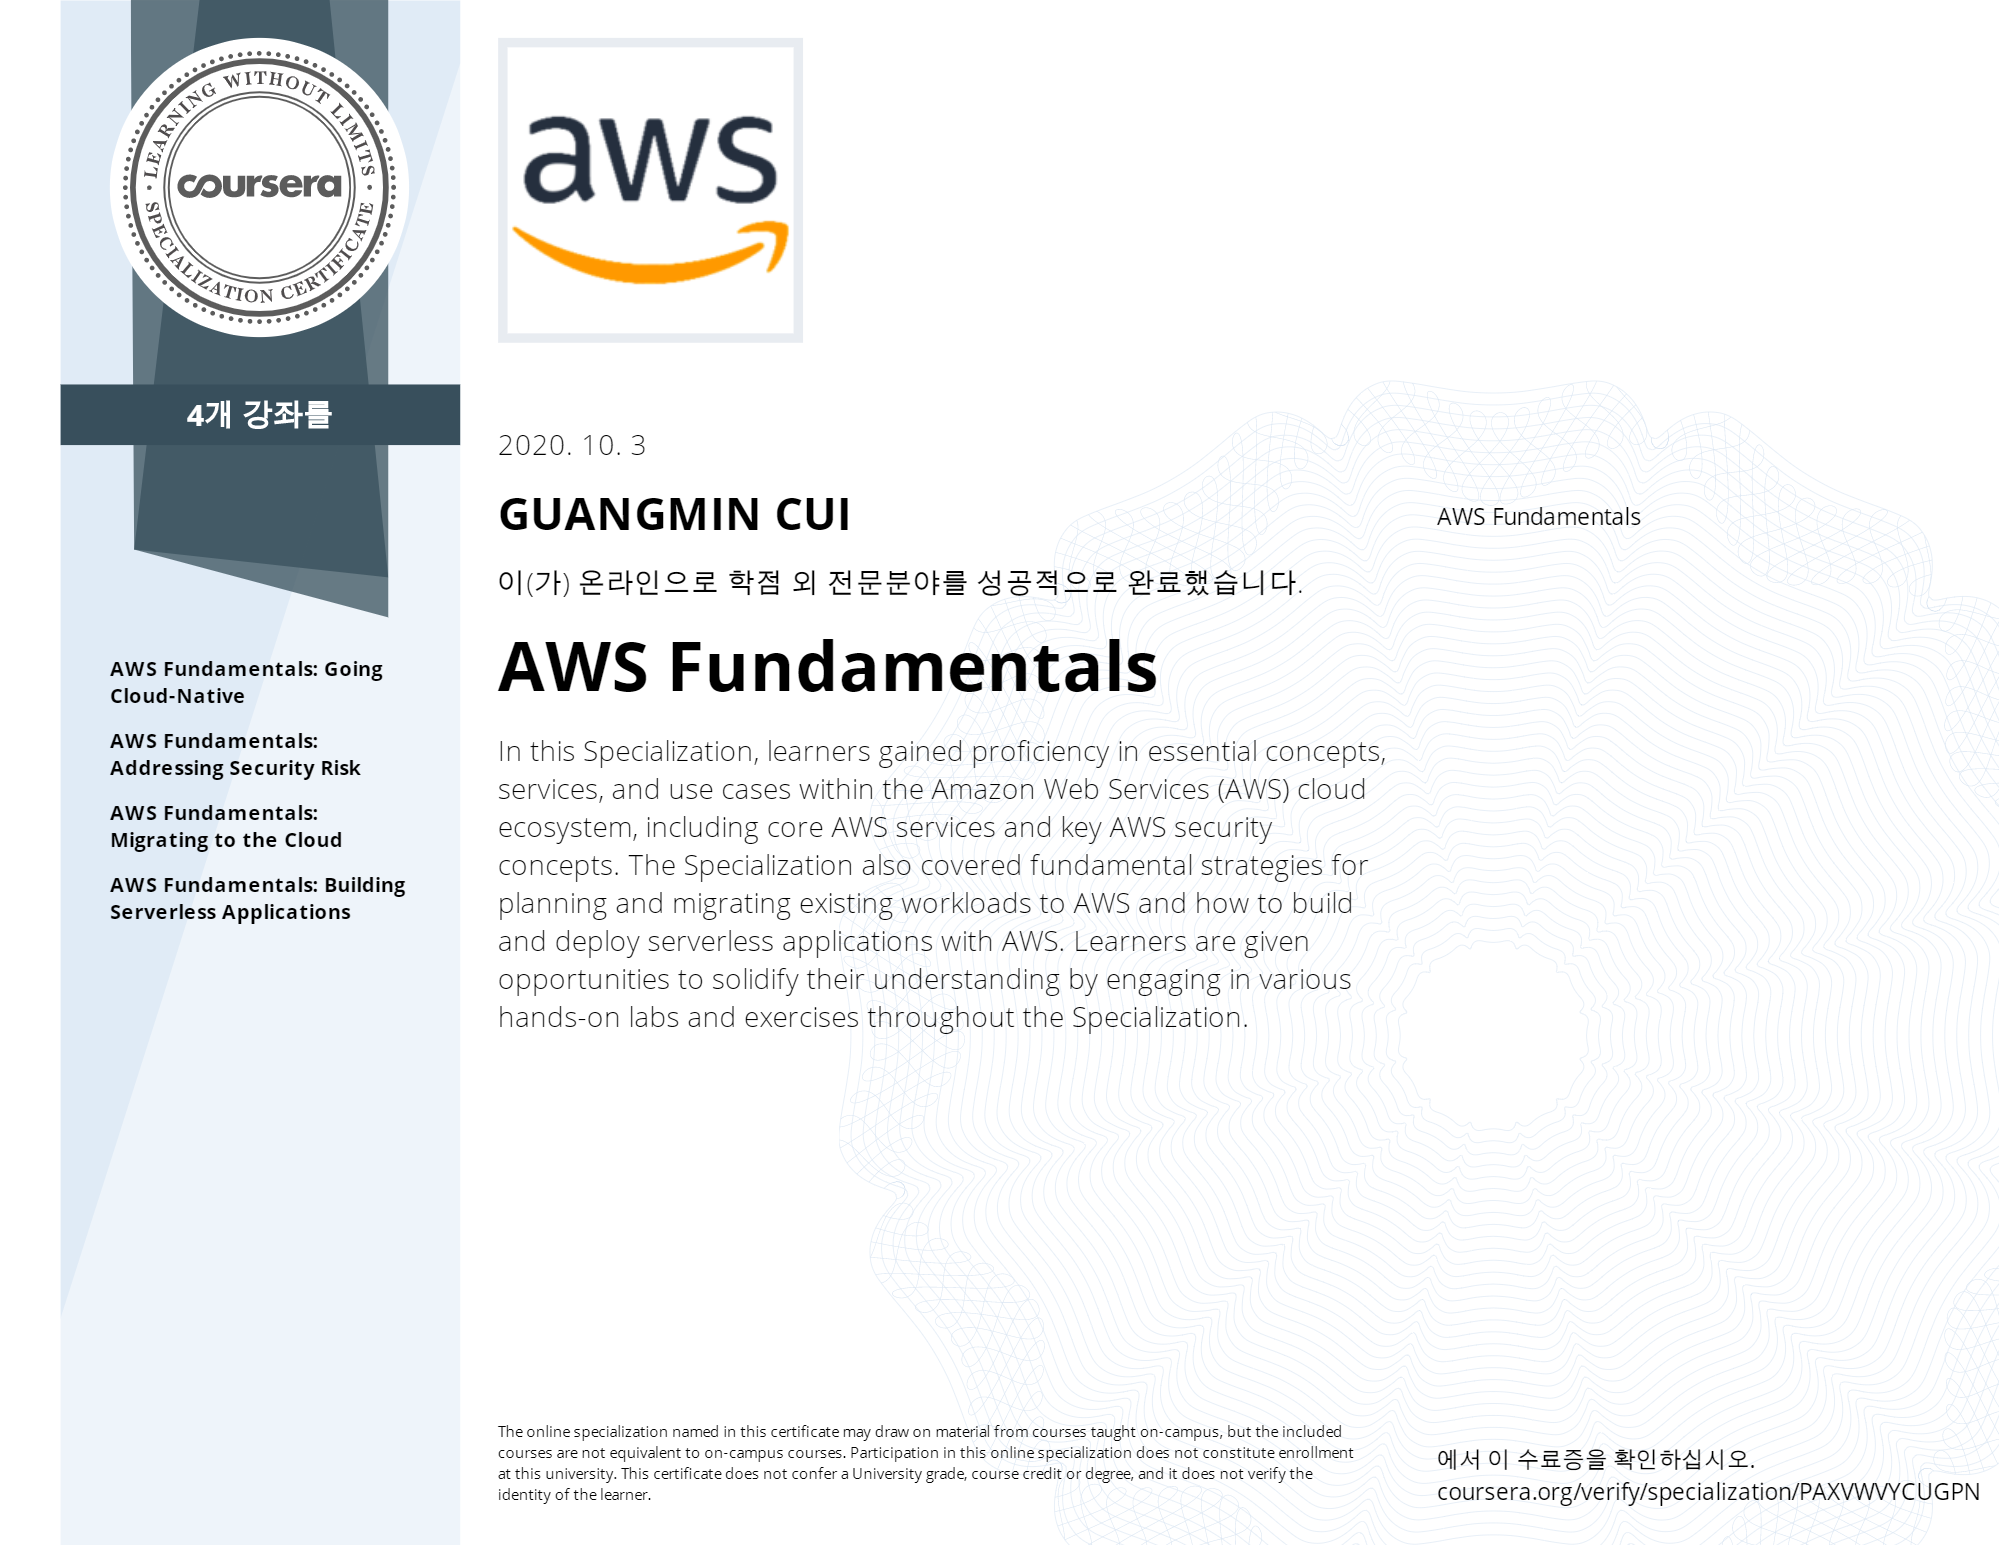 LEARNING WITHOUT LIMITS
coursera
SPECIALIZATION CERTIFICATE
4개 강좌를
AWS Fundamentals: Going
Cloud-Native
AWS Fundamentals:
Addressing Security Risk
AWS Fundamentals:
Migrating to the Cloud
AWS Fundamentals: Building
Serverless Applications
aws
2020. 10. 3
GUANGMIN CUI
이(가) 온라인으로 학점 외 전문분야를 성공적으로 완료했습니다.
AWS Fundamentals
In this Specialization, learners gained proficiency in essential concepts,
services, and use cases within the Amazon Web Services (AWS) cloud
ecosystem, including core AWS services and key AWS security
concepts. The Specialization also covered fundamental strategies for
planning and migrating existing workloads to AWS and how to build
and deploy serverless applications with AWS. Learners are given
opportunities to solidify their understanding by engaging in various
hands-on labs and exercises throughout the Specialization.
AWS Fundamentals
The online specialization named in this certificate may draw on material from courses taught on-campus, but the included
courses are not equivalent to on-campus courses. Participation in this online specialization does not constitute enrollment
at this university. This certificate does not confer a University grade, course credit or degree, and it does not verify the
identity of the learner.
에서 이 수료증을 확인하십시오.
coursera.org/verify/specialization/PAXVWVYCUGPN